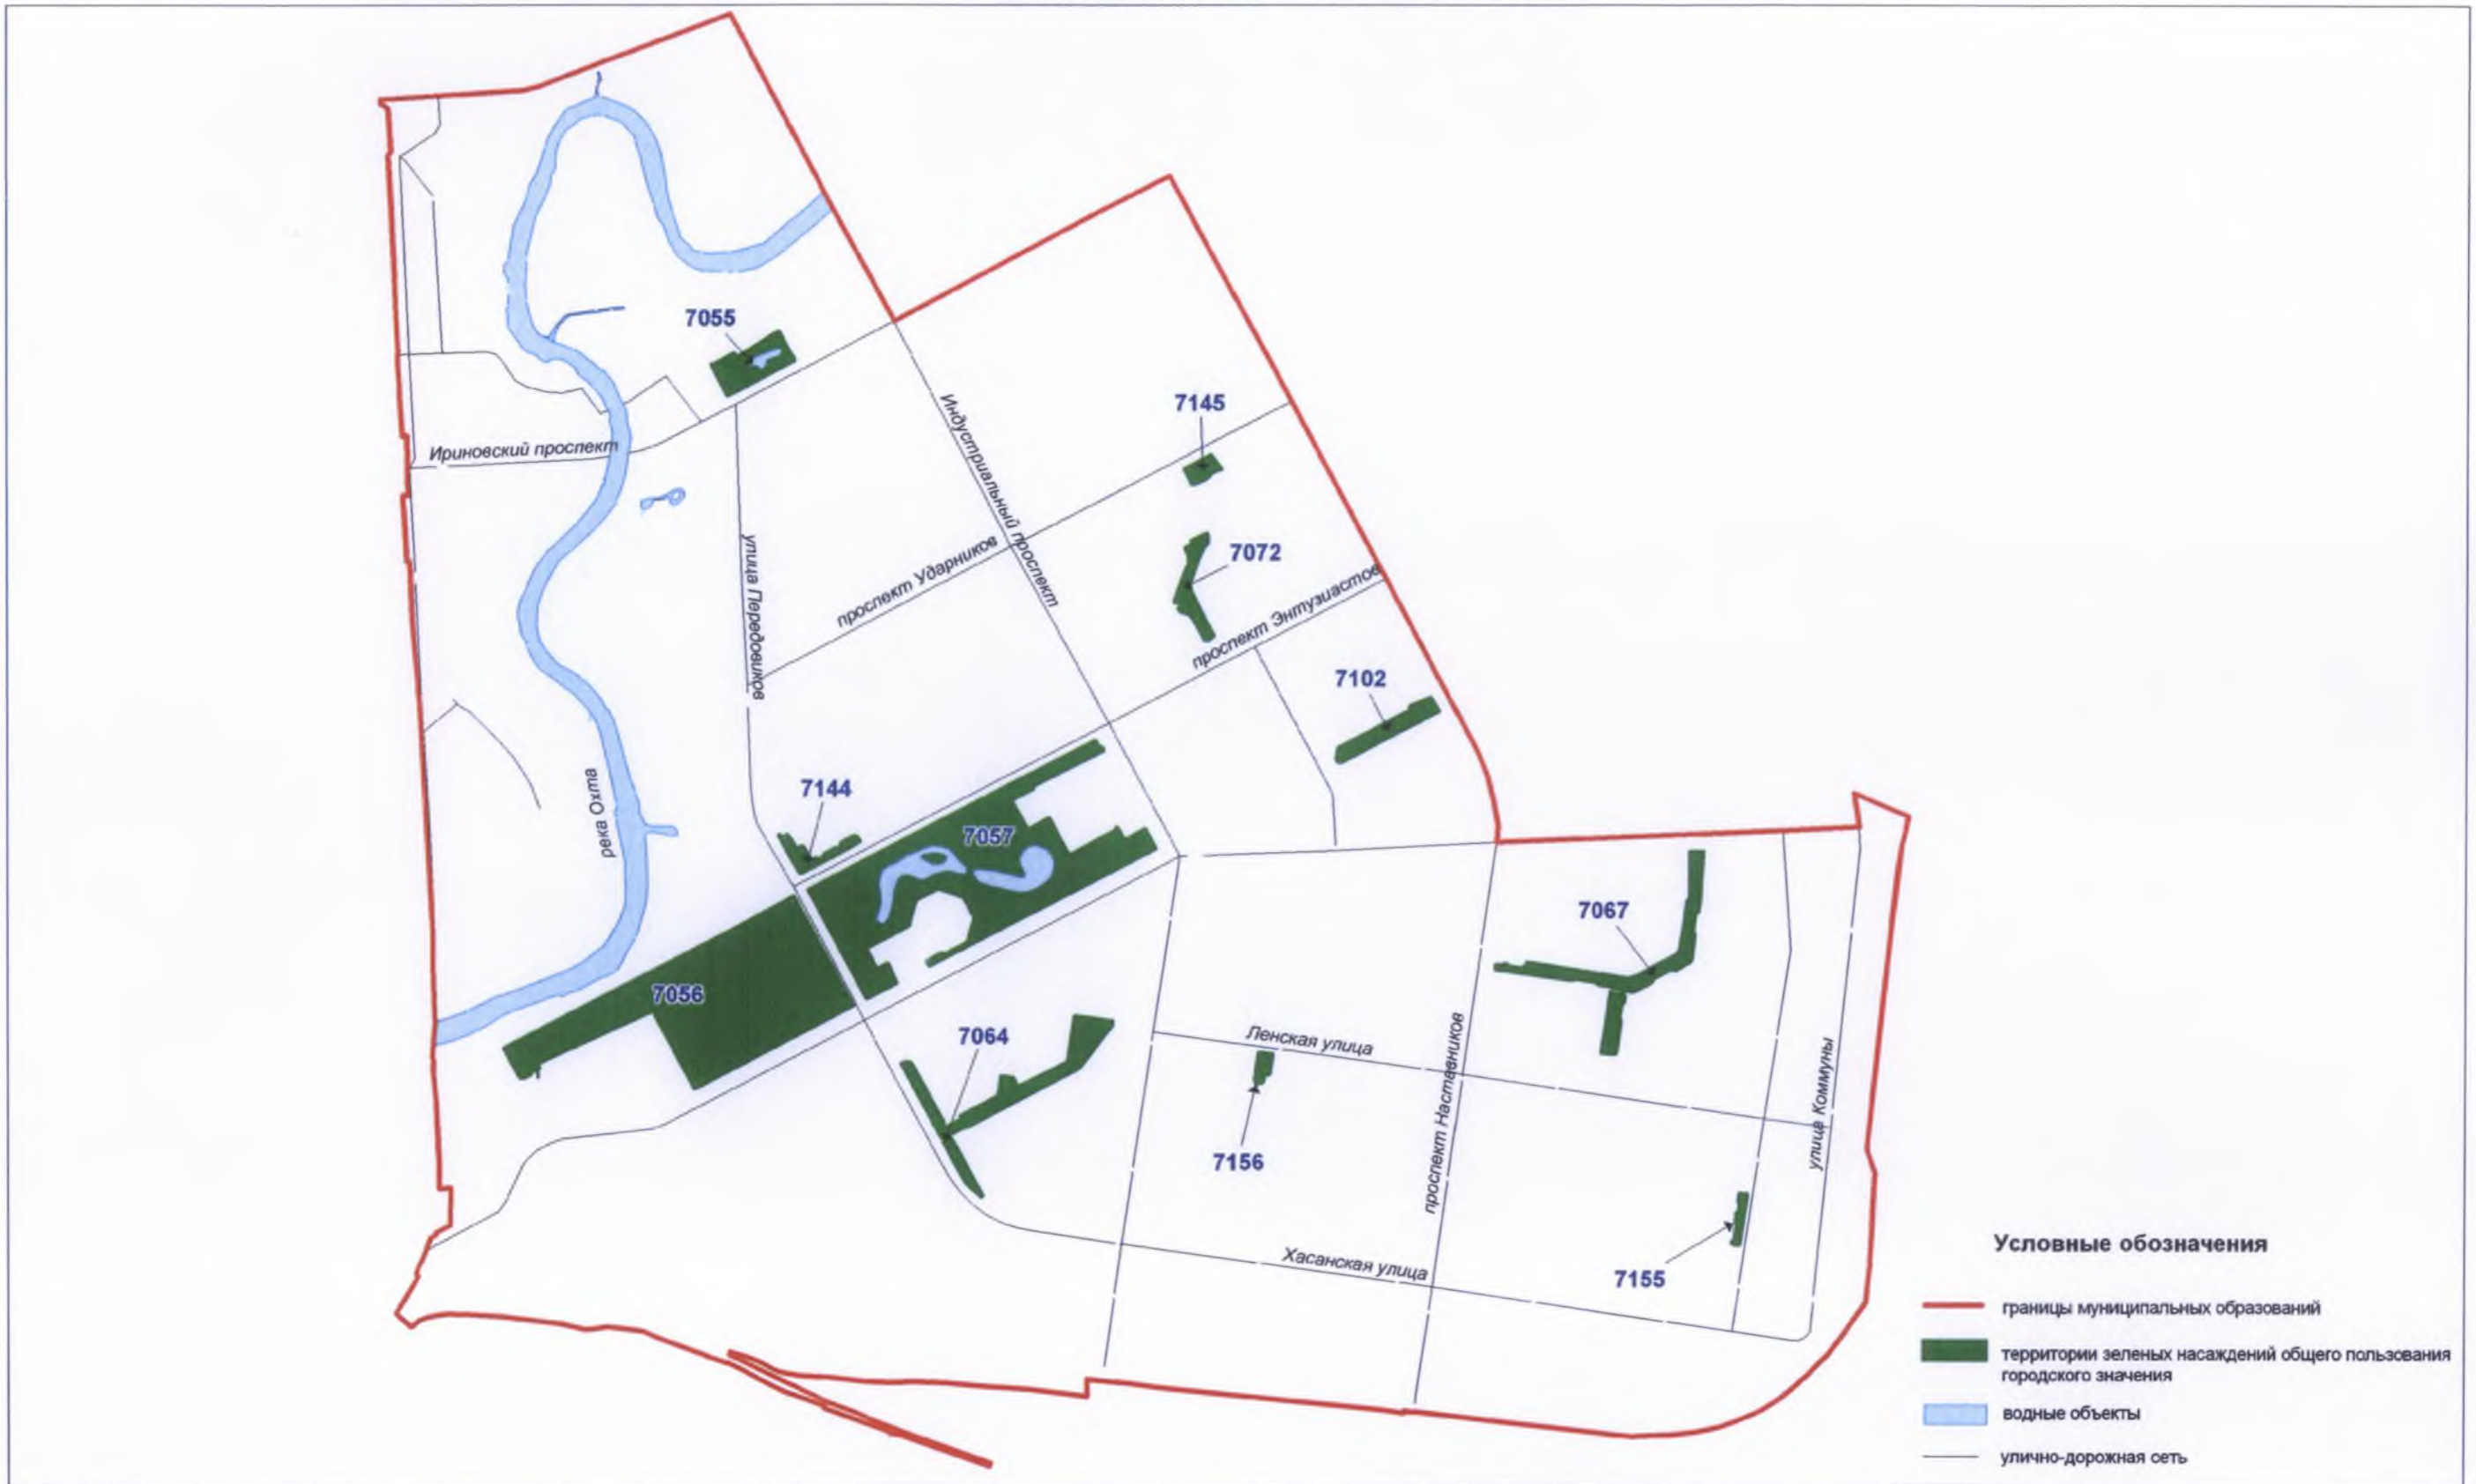 7055
7145
Индустриальный проспект
Ириновский проспект
7072
проспект Ударников
улица Передовиков
проспект Энтузиастов
7102
7144
река Охта
7057
7067
7056
7064
Ленская улица
проспект Наставников
улица Коммуны
7156
7155
Хасанская улица
Условные обозначения
границы муниципальных образований
территории зеленых насаждений общего пользования
городского значения
водные объекты
улично-дорожная сеть